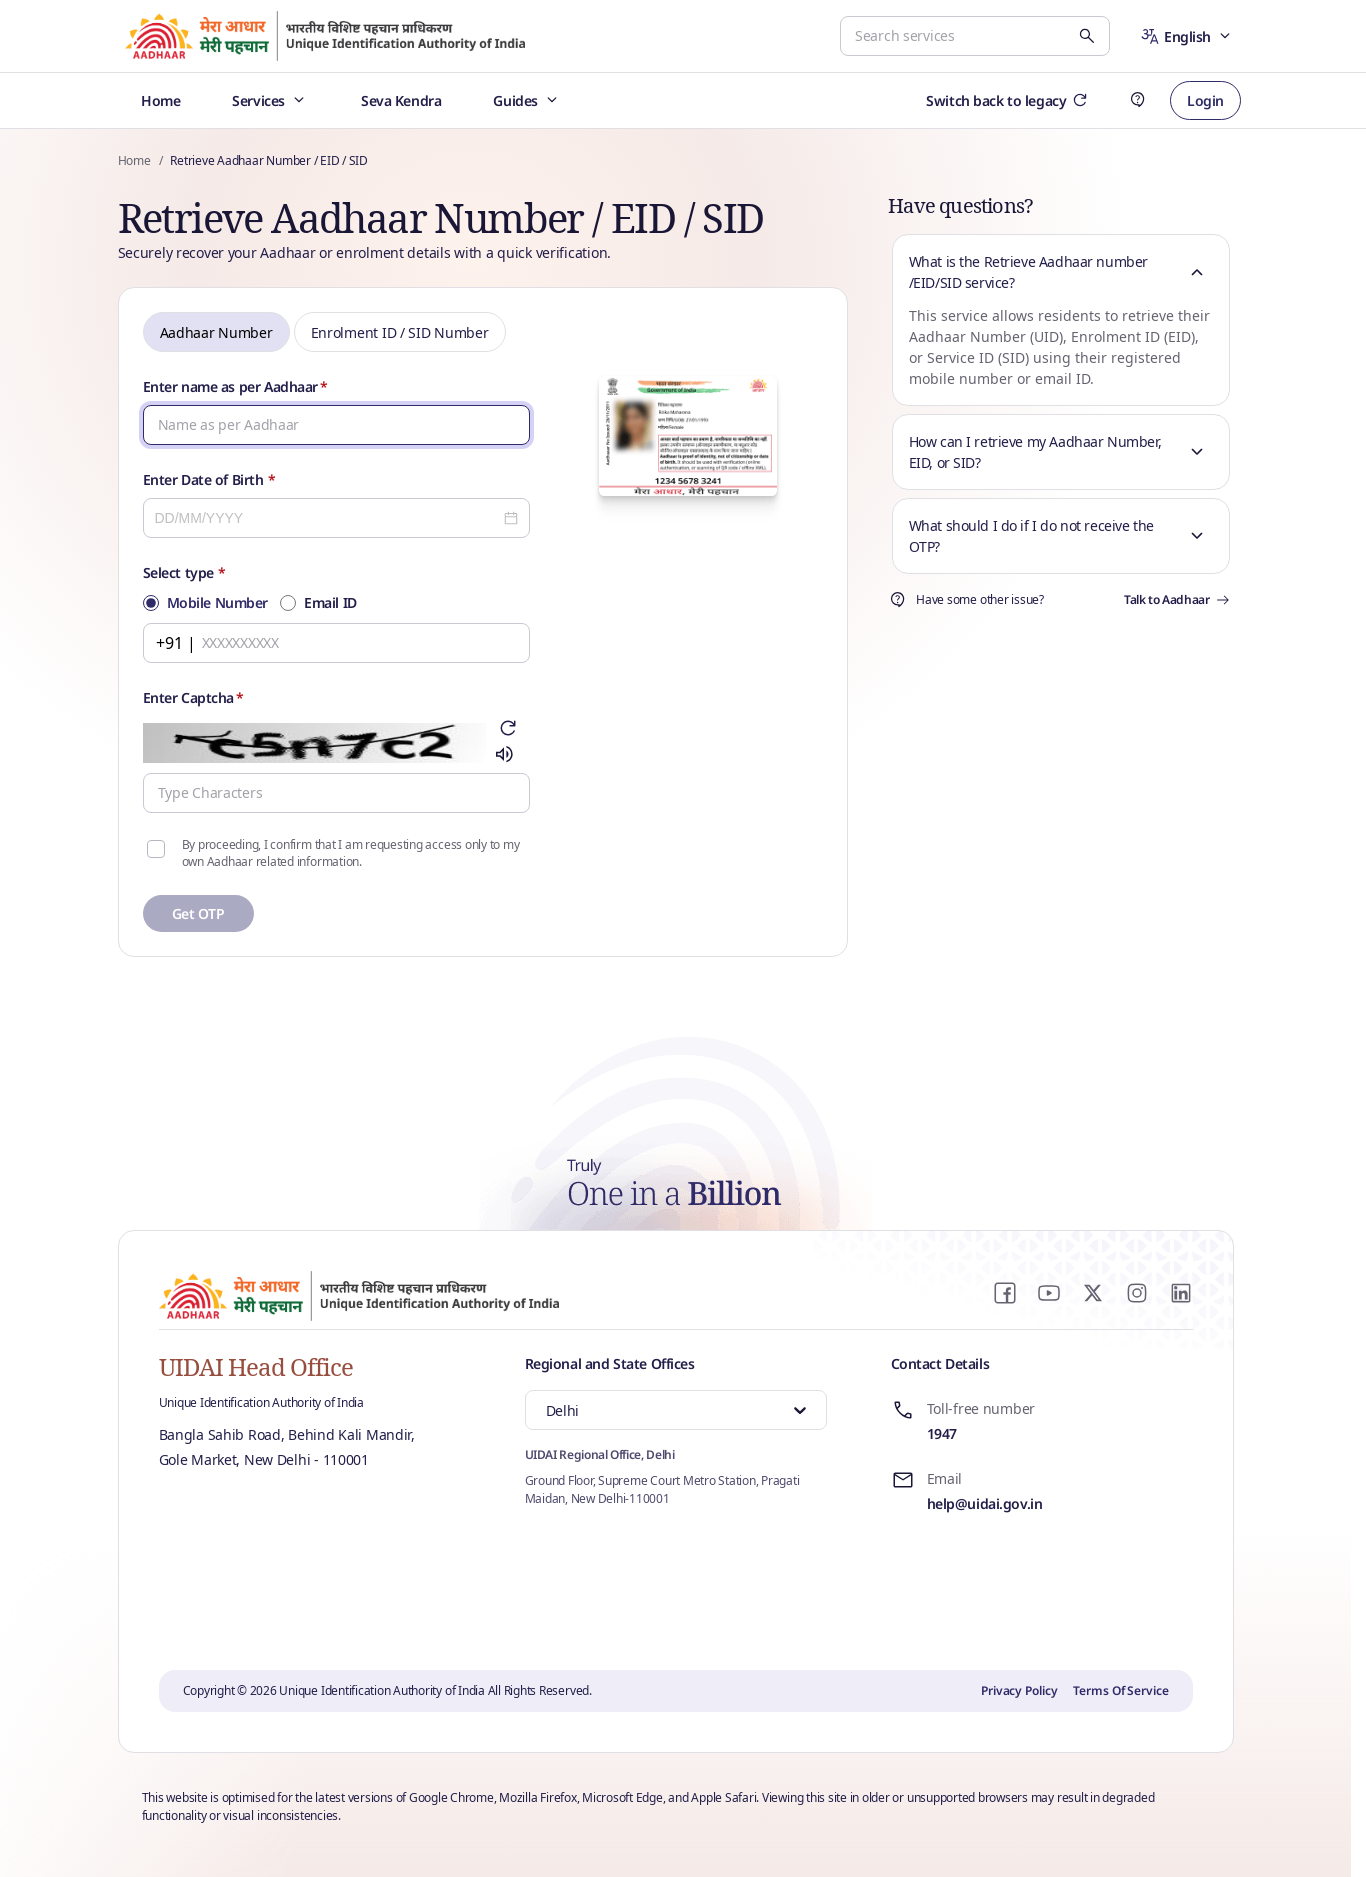 मेरा आधार
मेरी पहचान
AADHAAR
भारतीय विशिष्ट पहचान प्राधिकरण
Unique Identification Authority of India
Search services
English
Home
Services
Seva Kendra
Guides
Switch back to legacy
Login
Home / Retrieve Aadhaar Number / EID / SID
Retrieve Aadhaar Number / EID / SID
Securely recover your Aadhaar or enrolment details with a quick verification.
Aadhaar Number
Enrolment ID / SID Number
Enter name as per Aadhaar *
Name as per Aadhaar
Enter Date of Birth *
DD/MM/YYYY
Select type *
Mobile Number
Email ID
+91 | XXXXXXXXXX
Enter Captcha *
c5n7c2
Type Characters
By proceeding, I confirm that I am requesting access only to my
own Aadhaar related information.
Get OTP
भारत सरकार
Government of India
1234 5678 3241
मेरा आधार, मेरी पहचान
Have questions?
What is the Retrieve Aadhaar number
/EID/SID service?
This service allows residents to retrieve their
Aadhaar Number (UID), Enrolment ID (EID),
or Service ID (SID) using their registered
mobile number or email ID.
How can I retrieve my Aadhaar Number,
EID, or SID?
What should I do if I do not receive the
OTP?
Have some other issue?
Talk to Aadhaar
Truly
One in a Billion
मेरा आधार
मेरी पहचान
AADHAAR
भारतीय विशिष्ट पहचान प्राधिकरण
Unique Identification Authority of India
UIDAI Head Office
Unique Identification Authority of India
Bangla Sahib Road, Behind Kali Mandir,
Gole Market, New Delhi - 110001
Regional and State Offices
Delhi
UIDAI Regional Office, Delhi
Ground Floor, Supreme Court Metro Station, Pragati
Maidan, New Delhi-110001
Contact Details
Toll-free number
1947
Email
help@uidai.gov.in
Copyright © 2026 Unique Identification Authority of India All Rights Reserved.
Privacy Policy
Terms Of Service
This website is optimised for the latest versions of Google Chrome, Mozilla Firefox, Microsoft Edge, and Apple Safari. Viewing this site in older or unsupported browsers may result in degraded
functionality or visual inconsistencies.